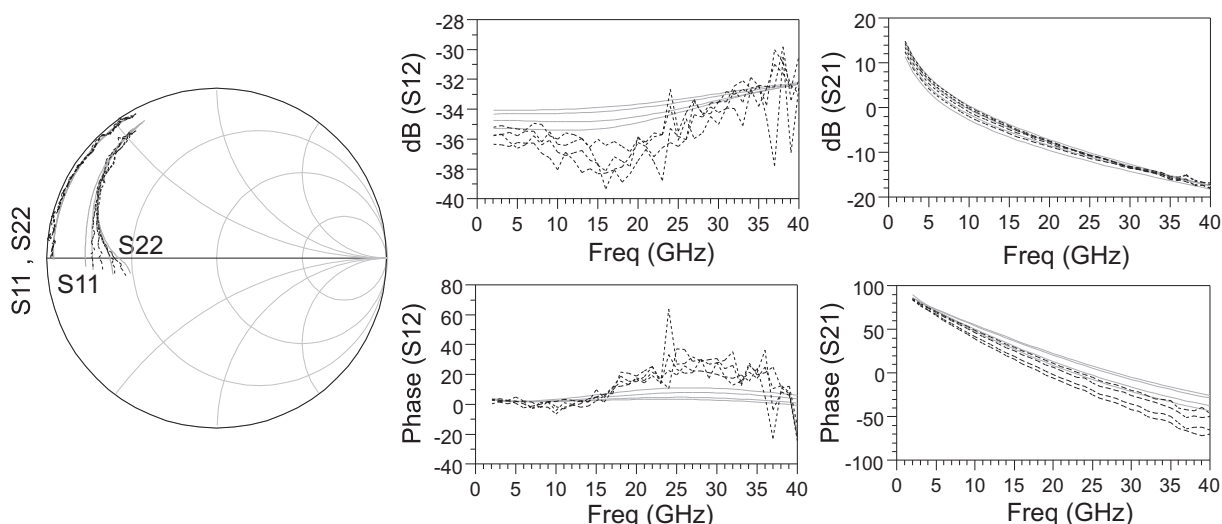 S11 , S22
S11
S22
dB (S12)
-28
-30
-32
-34
-36
-38
-40
0 5 10 15 20 25 30 35 40
Freq (GHz)
dB (S21)
20
10
0
-10
-20
0 5 10 15 20 25 30 35 40
Freq (GHz)
Phase (S12)
80
60
40
20
0
-20
-40
0 5 10 15 20 25 30 35 40
Freq (GHz)
Phase (S21)
100
50
0
-50
-100
0 5 10 15 20 25 30 35 40
Freq (GHz)